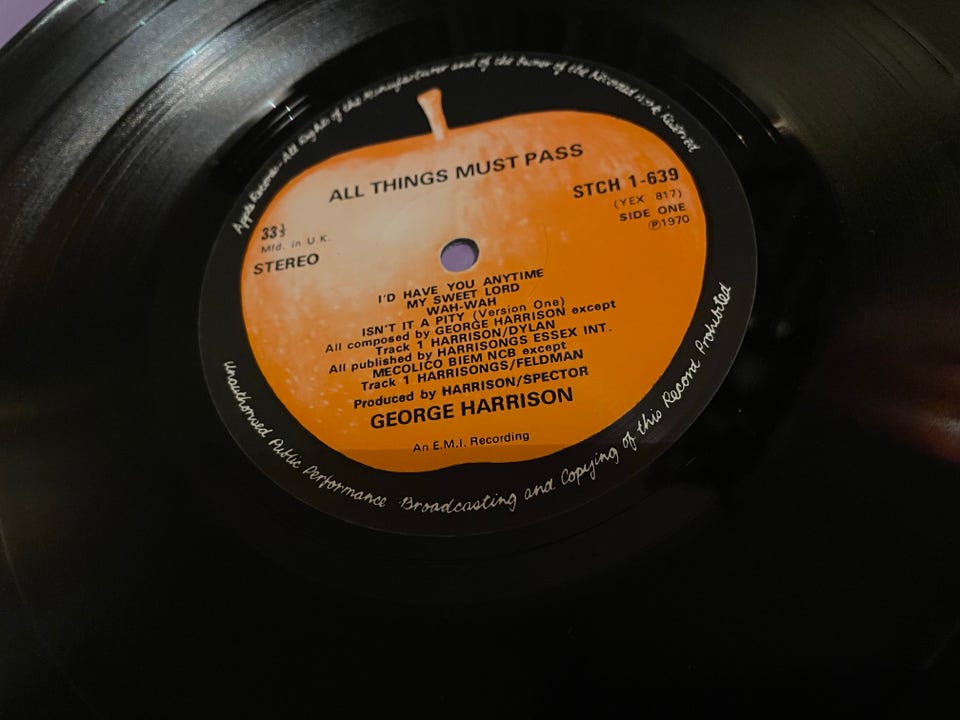 Apple Records. All Rights of the Manufacturer and of the Owner of the Recorded Work Reserved
ALL THINGS MUST PASS
STCH 1-639
(YEX 817)
SIDE ONE
℗1970
33⅓
Mfd. in U.K.
STEREO
I'D HAVE YOU ANYTIME
MY SWEET LORD
WAH-WAH
ISN'T IT A PITY (Version One)
All composed by GEORGE HARRISON except
Track 1 HARRISON/DYLAN
All published by HARRISONGS ESSEX INT.
MECOLICO BIEM NCB except
Track 1 HARRISONGS/FELDMAN
Produced by HARRISON/SPECTOR
GEORGE HARRISON
An E.M.I. Recording
Unauthorised Public Performance Broadcasting and Copying of this Record Prohibited